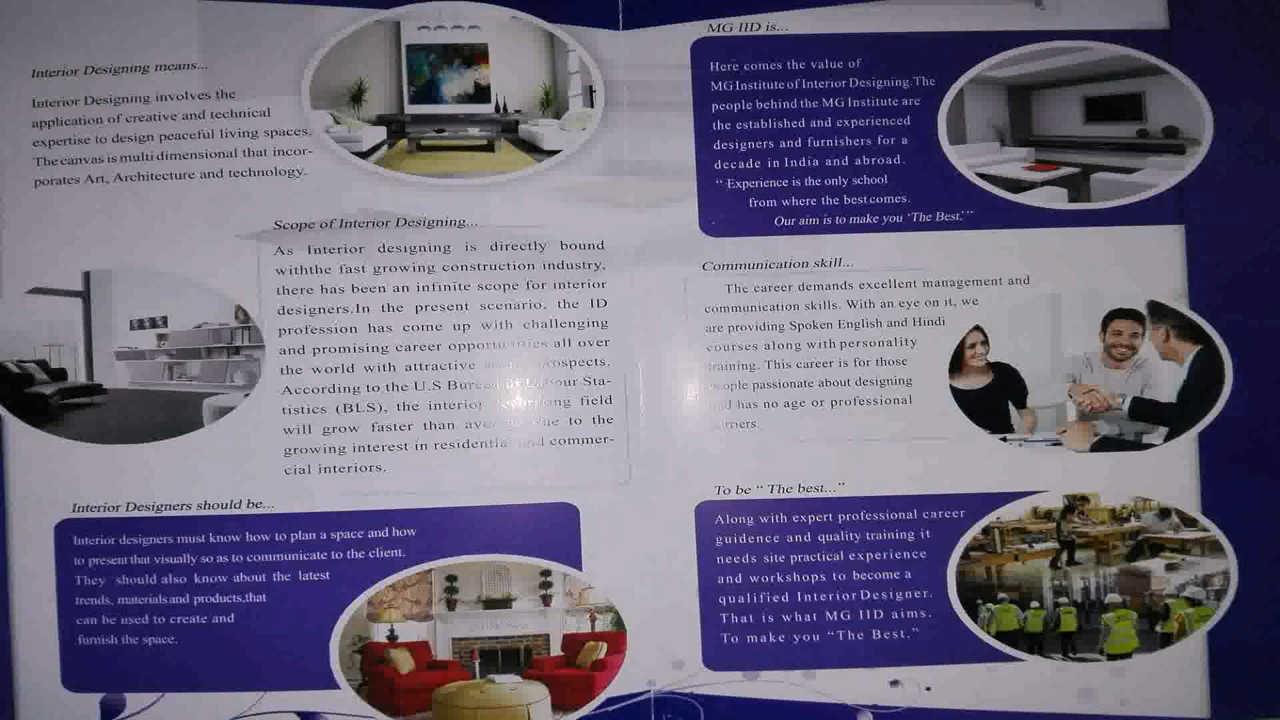 Interior Designing means...
Interior Designing involves the
application of creative and technical
expertise to design peaceful living spaces.
The canvas is multi dimensional that incor-
porates Art, Architecture and technology.
Scope of Interior Designing...
As Interior designing is directly bound
withthe fast growing construction industry,
there has been an infinite scope for interior
designers.In the present scenario, the ID
profession has come up with challenging
and promising career opportunities all over
the world with attractive
According to the U.S Bureau of Labour Sta-
tistics (BLS), the interior field
will grow faster than average due to the
growing interest in residential and commer-
cial interiors.
Interior Designers should be...
Interior designers must know how to plan a space and how
to present that visually so as to communicate to the client.
They should also know about the latest
trends, materials and products,that
can be used to create and
furnish the space.
MG IID is...
Here comes the value of
MG Institute of Interior Designing.The
people behind the MG Institute are
the established and experienced
designers and furnishers for a
decade in India and abroad.
“ Experience is the only school
from where the best comes.
Our aim is to make you ‘The Best.’”
Communication skill...
The career demands excellent management and
communication skills. With an eye on it, we
are providing Spoken English and Hindi
courses along with personality
training. This career is for those
people passionate about designing
and has no age or professional
To be “ The best...”
Along with expert professional career
guidance and quality training it
needs site practical experience
and workshops to become a
qualified Interior Designer.
That is what MG IID aims.
To make you “The Best.”